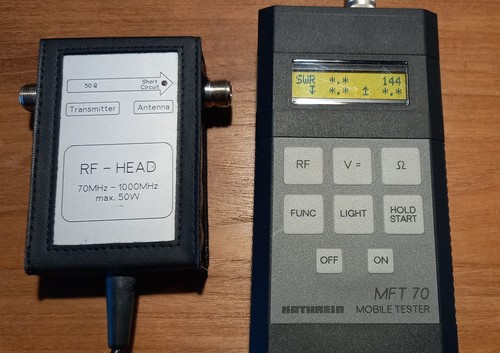 50 Ω
Short
Circuit
Transmitter
Antenna
RF - HEAD
70MHz - 1000MHz
max. 50W
SWR *.* 144
↧ *.* ↥ *.*
RF
V =
Ω
FUNC
LIGHT
HOLD
START
OFF
ON
MFT 70
KATHREIN MOBILE TESTER